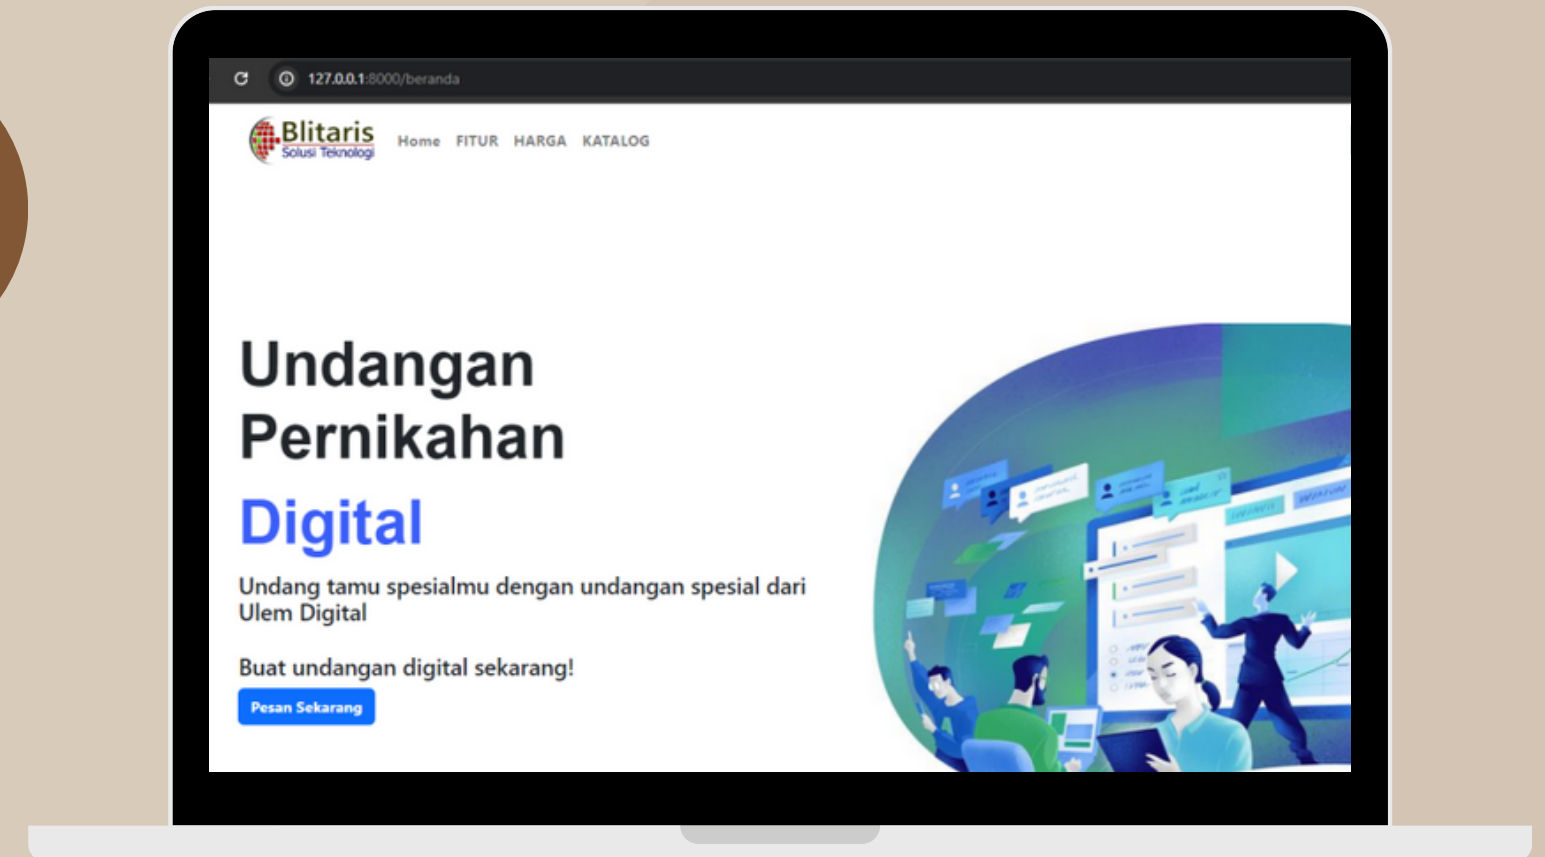 127.0.0.1:8000/beranda
Blitaris
Solusi Teknologi
Home FITUR HARGA KATALOG
Undangan
Pernikahan
Digital
Undang tamu spesialmu dengan undangan spesial dari
Ulem Digital
Buat undangan digital sekarang!
Pesan Sekarang